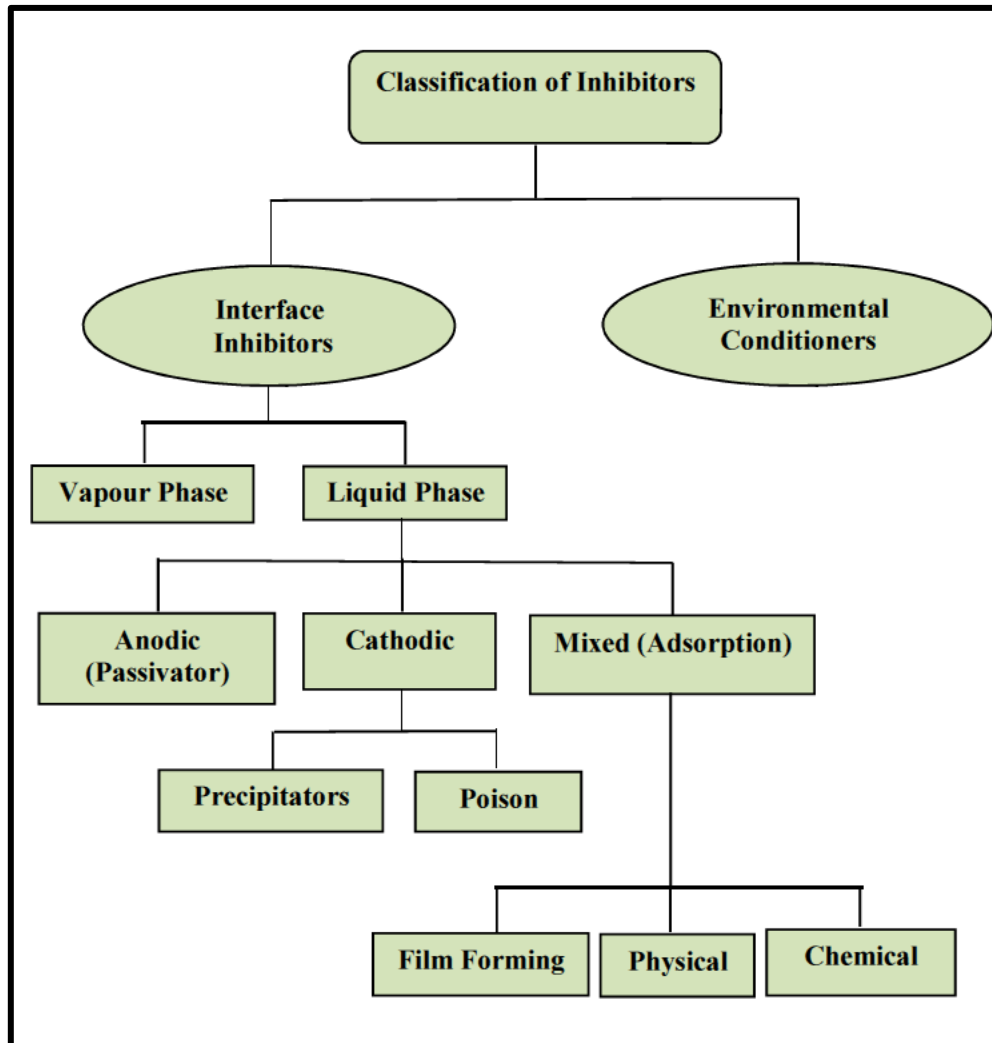 Classification of Inhibitors
Interface
Inhibitors
Environmental
Conditioners
Vapour Phase
Liquid Phase
Anodic
(Passivator)
Cathodic
Mixed (Adsorption)
Precipitators
Poison
Film Forming
Physical
Chemical